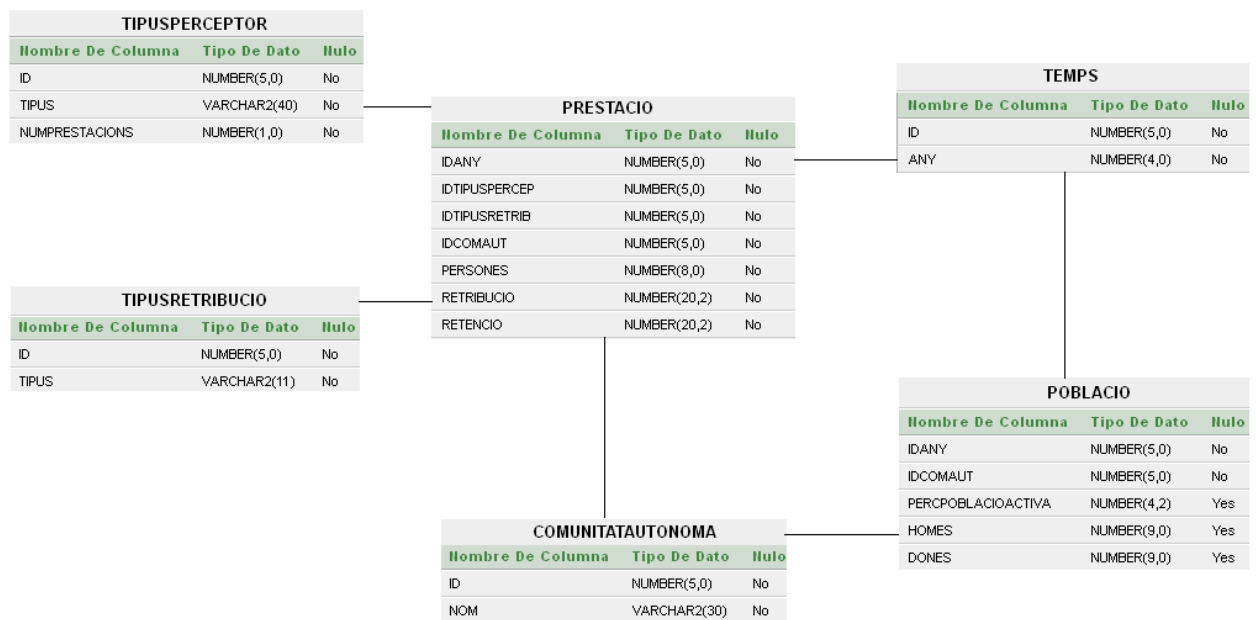 TIPUSPERCEPTOR
Nombre De Columna Tipo De Dato Nulo
ID NUMBER(5,0) No
TIPUS VARCHAR2(40) No
NUMPRESTACIONS NUMBER(1,0) No
PRESTACIO
Nombre De Columna Tipo De Dato Nulo
IDANY NUMBER(5,0) No
IDTIPUSPERCEP NUMBER(5,0) No
IDTIPUSRETRIB NUMBER(5,0) No
IDCOMAUT NUMBER(5,0) No
PERSONES NUMBER(8,0) No
RETRIBUCIO NUMBER(20,2) No
RETENCIO NUMBER(20,2) No
TEMPS
Nombre De Columna Tipo De Dato Nulo
ID NUMBER(5,0) No
ANY NUMBER(4,0) No
TIPUSRETRIBUCIO
Nombre De Columna Tipo De Dato Nulo
ID NUMBER(5,0) No
TIPUS VARCHAR2(11) No
POBLACIO
Nombre De Columna Tipo De Dato Nulo
IDANY NUMBER(5,0) No
IDCOMAUT NUMBER(5,0) No
PERCPOBLACIOACTIVA NUMBER(4,2) Yes
HOMES NUMBER(9,0) Yes
DONES NUMBER(9,0) Yes
COMUNITATAUTONOMA
Nombre De Columna Tipo De Dato Nulo
ID NUMBER(5,0) No
NOM VARCHAR2(30) No